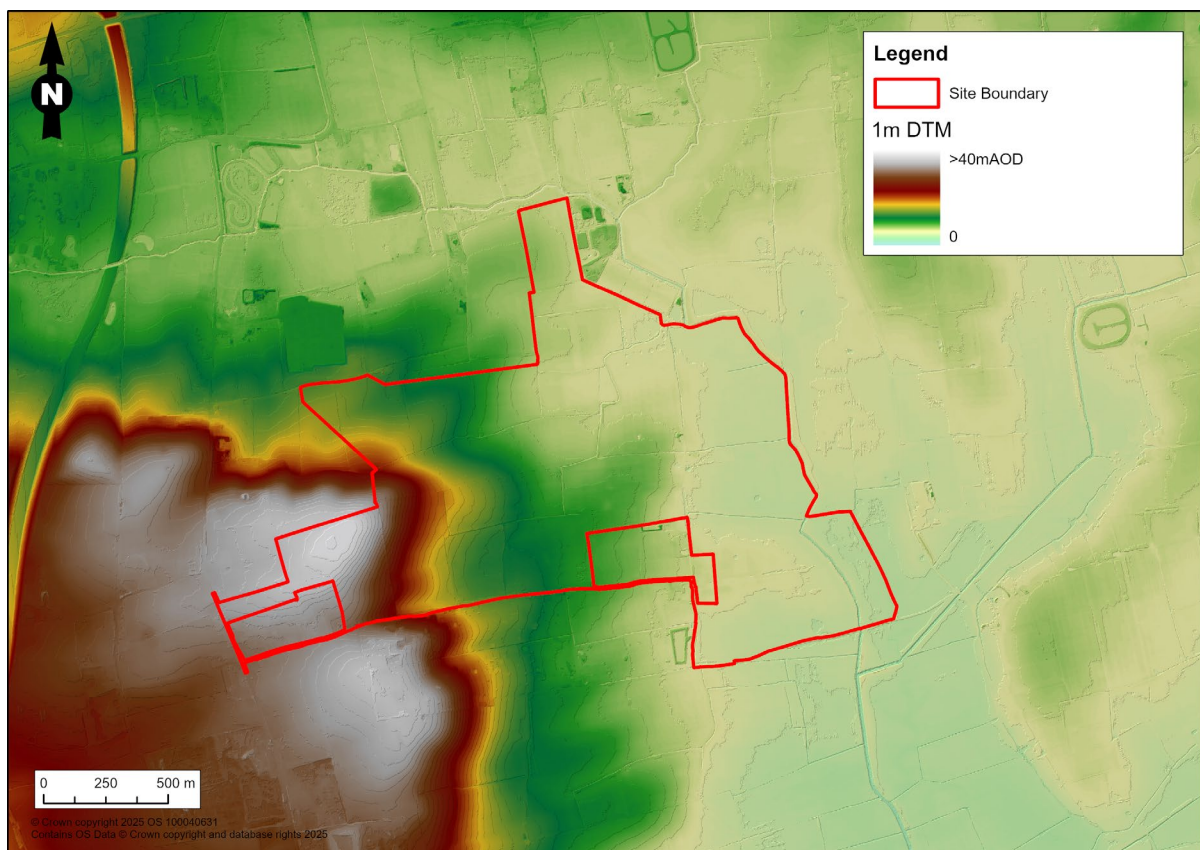 N
Legend
Site Boundary
1m DTM
>40mAOD
0
0 250 500 m
© Crown copyright 2025 OS 100040631
Contains OS Data © Crown copyright and database rights 2025